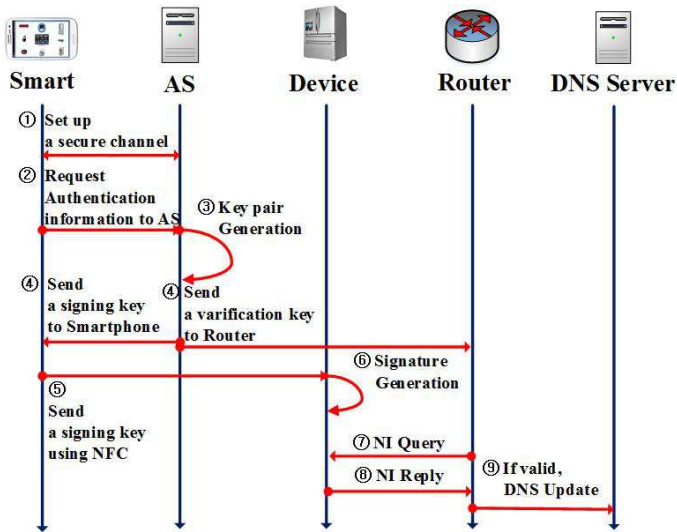 Smart
AS
Device
Router
DNS Server
① Set up
a secure channel
② Request
Authentication
information to AS
③ Key pair
Generation
④ Send
a signing key
to Smartphone
④ Send
a varification key
to Router
⑤
Send
a signing key
using NFC
⑥ Signature
Generation
⑦ NI Query
⑧ NI Reply
⑨ If valid,
DNS Update